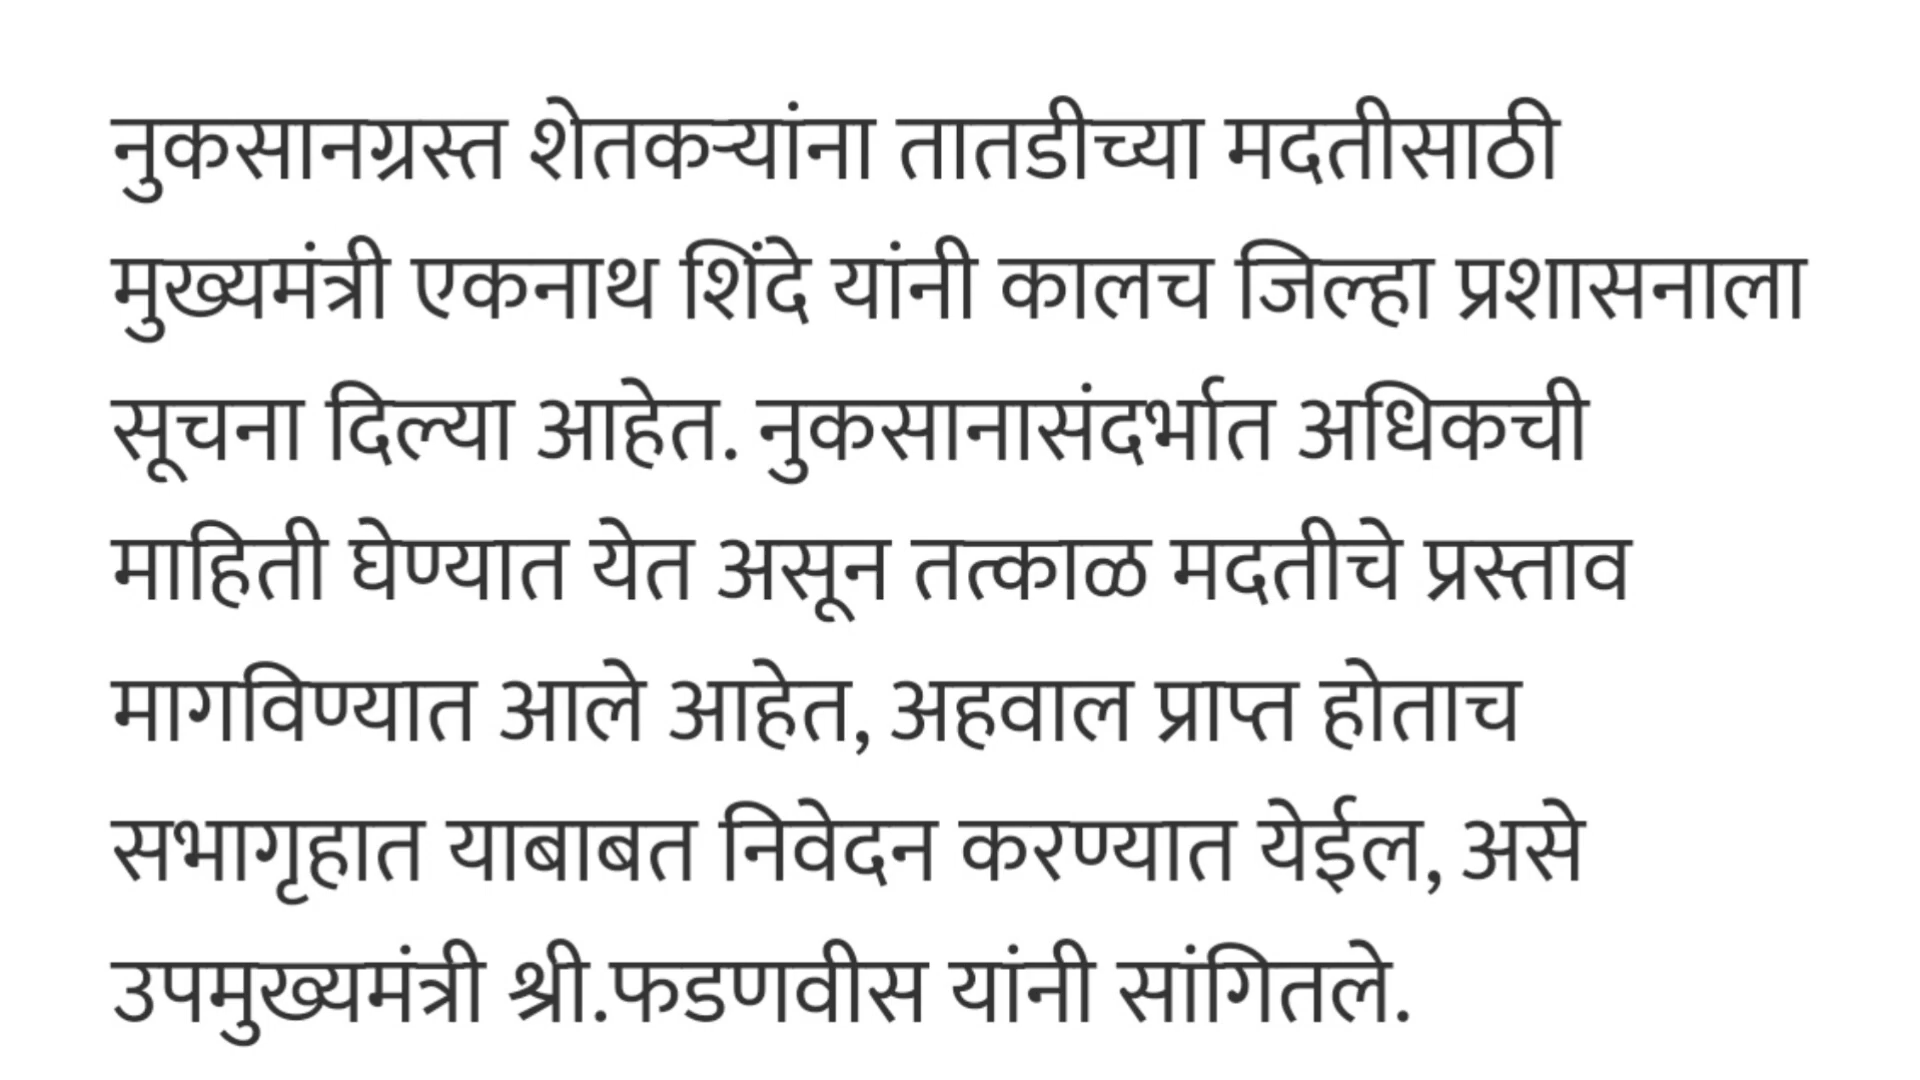 नुकसानग्रस्त शेतकऱ्यांना तातडीच्या मदतीसाठी
मुख्यमंत्री एकनाथ शिंदे यांनी कालच जिल्हा प्रशासनाला
सूचना दिल्या आहेत. नुकसानासंदर्भात अधिकची
माहिती घेण्यात येत असून तत्काळ मदतीचे प्रस्ताव
मागविण्यात आले आहेत, अहवाल प्राप्त होताच
सभागृहात याबाबत निवेदन करण्यात येईल, असे
उपमुख्यमंत्री श्री.फडणवीस यांनी सांगितले.